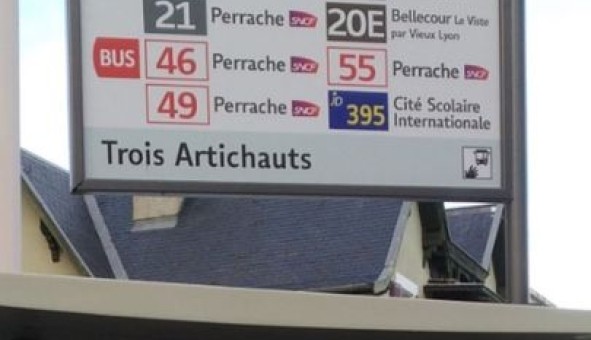 21 Perrache SNCF 20E Bellecour Le Viste
par Vieux Lyon
BUS 46 Perrache SNCF 55 Perrache SNCF
49 Perrache SNCF JD 395 Cité Scolaire
Internationale
Trois Artichauts